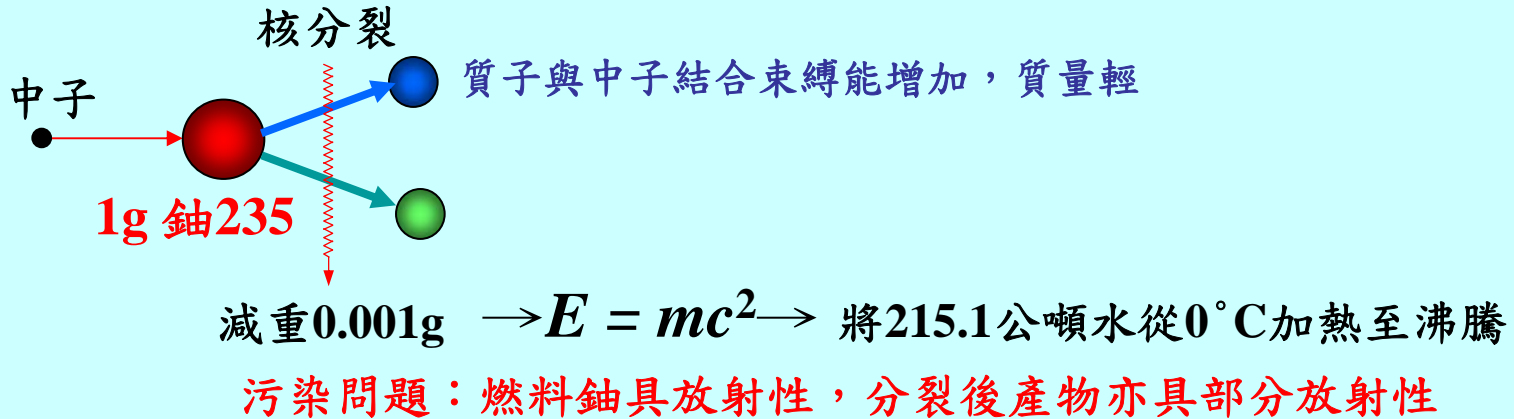 核分裂
中子
質子與中子結合束縛能增加，質量輕
1g 鈾235
減重0.001g →E = mc²→ 將215.1公噸水從0°C加熱至沸騰
污染問題：燃料鈾具放射性，分裂後產物亦具部分放射性